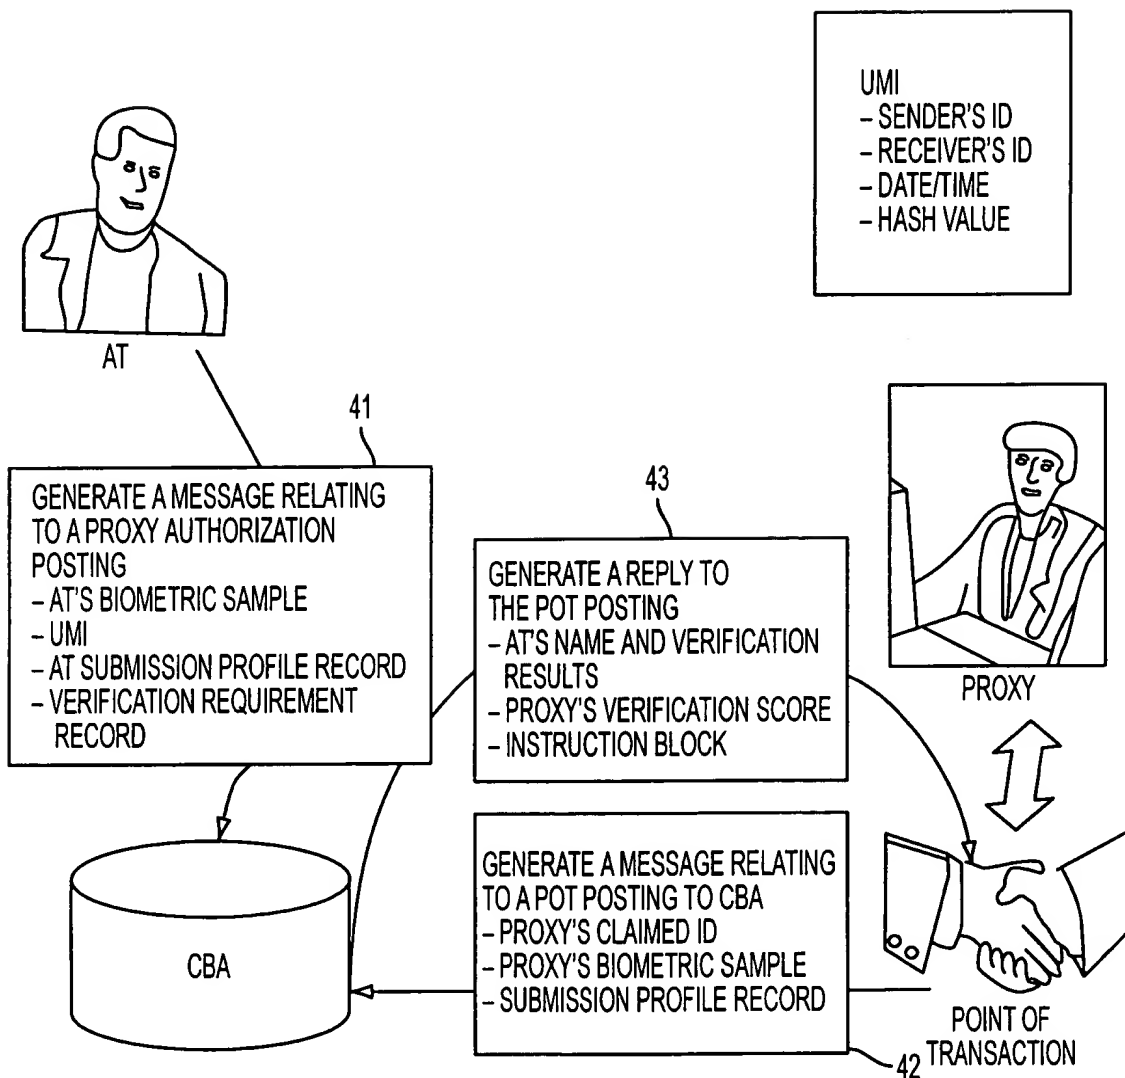 UMI
– SENDER'S ID
– RECEIVER'S ID
– DATE/TIME
– HASH VALUE
AT
41
GENERATE A MESSAGE RELATING
TO A PROXY AUTHORIZATION
POSTING
– AT'S BIOMETRIC SAMPLE
– UMI
– AT SUBMISSION PROFILE RECORD
– VERIFICATION REQUIREMENT
RECORD
43
GENERATE A REPLY TO
THE POT POSTING
– AT'S NAME AND VERIFICATION
RESULTS
– PROXY'S VERIFICATION SCORE
– INSTRUCTION BLOCK
PROXY
CBA
GENERATE A MESSAGE RELATING
TO A POT POSTING TO CBA
– PROXY'S CLAIMED ID
– PROXY'S BIOMETRIC SAMPLE
– SUBMISSION PROFILE RECORD
42
POINT OF
TRANSACTION